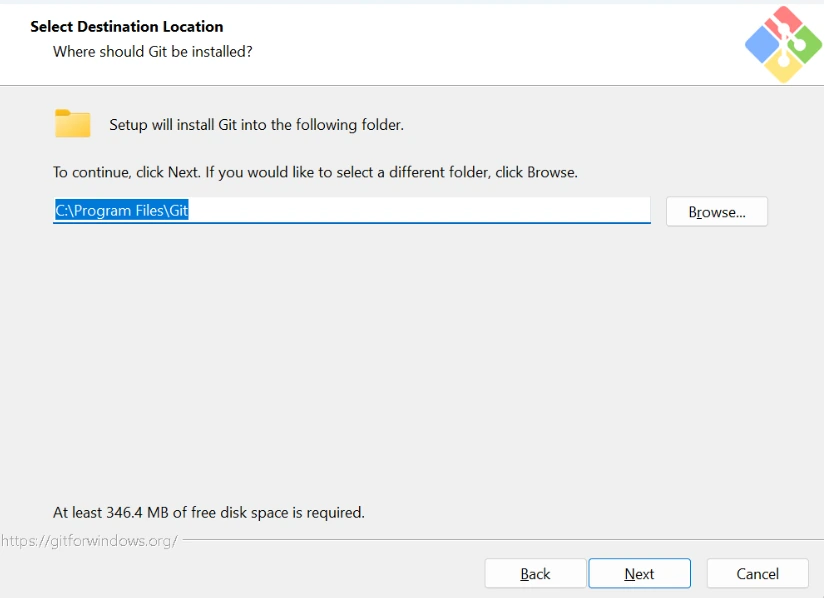 Select Destination Location
Where should Git be installed?
Setup will install Git into the following folder.
To continue, click Next. If you would like to select a different folder, click Browse.
C:\Program Files\Git
Browse...
At least 346.4 MB of free disk space is required.
https://gitforwindows.org/
Back
Next
Cancel